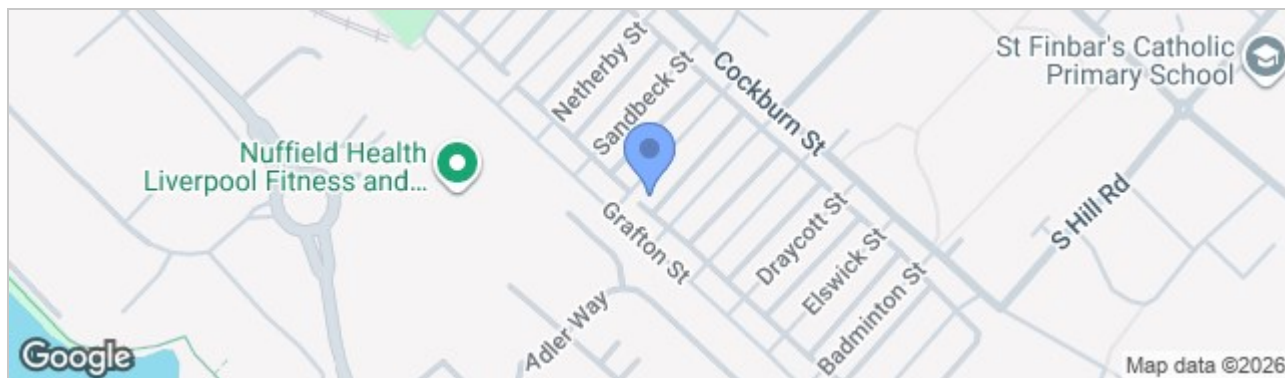 Netherby St
Sandbeck St
Cockburn St
St Finbar's Catholic
Primary School
Nuffield Health
Liverpool Fitness and...
S Hill Rd
Grafton St
Draycott St
Elswick St
Badminton St
Adler Way
Google
Map data ©2026